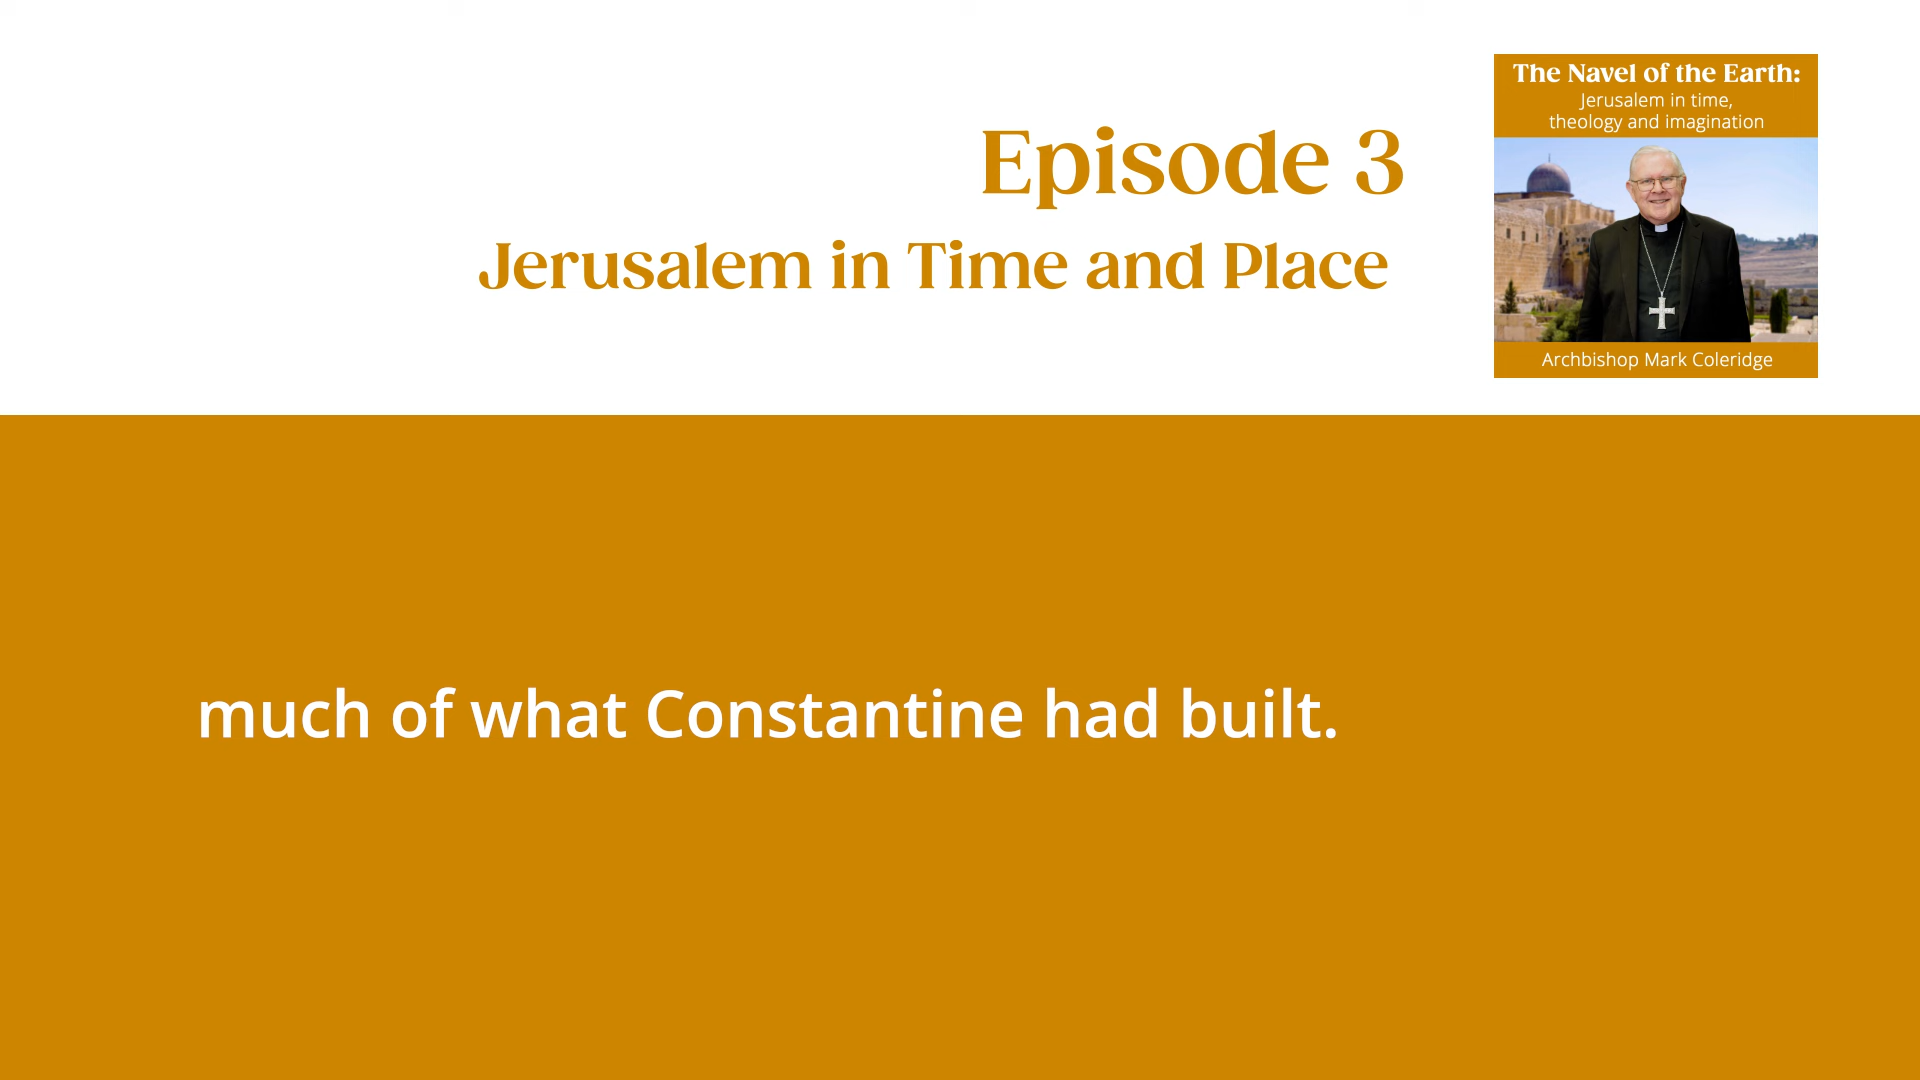 Episode 3
Jerusalem in Time and Place
The Navel of the Earth:
Jerusalem in time,
theology and imagination
Archbishop Mark Coleridge
much of what Constantine had built.